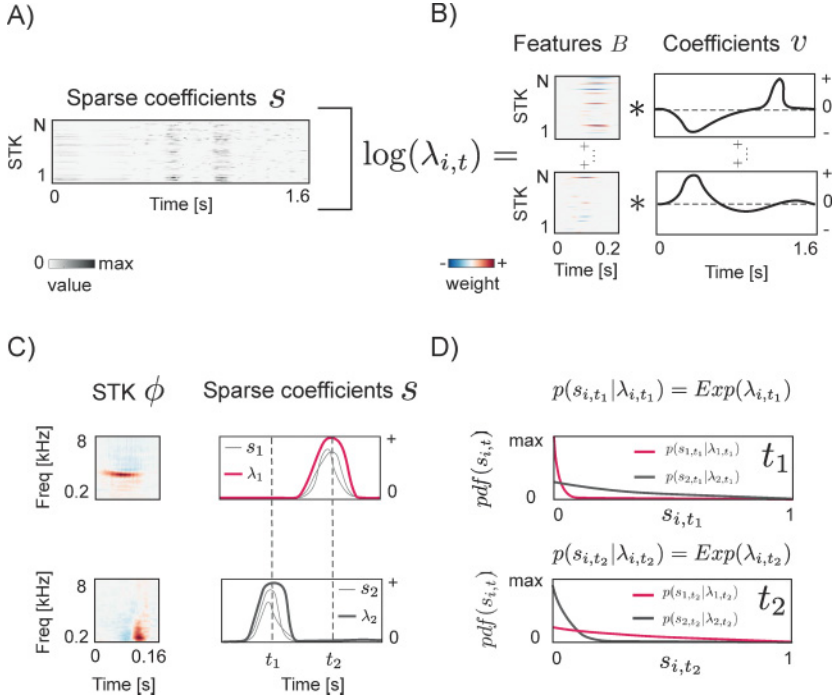 A)
Sparse coefficients s
STK
N
1
0
1.6
Time [s]
0
max
value
log(λ_{i,t}) =
B)
Features B
Coefficients v
STK
N
1
*
+
0
-
+
⋮
+
+
⋮
+
STK
N
1
*
+
0
-
0
0.2
Time [s]
0
1.6
Time [s]
-
+
weight
C)
STK ϕ
Sparse coefficients s
Freq [kHz]
8
0.2
s_1
λ_1
+
0
Freq [kHz]
8
0.2
0
0.16
Time [s]
s_2
λ_2
+
0
t_1
t_2
Time [s]
D)
p(s_{i,t_1}|λ_{i,t_1}) = Exp(λ_{i,t_1})
pdf(s_{i,t})
max
0
p(s_{1,t_1}|λ_{1,t_1})
p(s_{2,t_1}|λ_{2,t_1})
t_1
0
s_{i,t_1}
1
p(s_{i,t_2}|λ_{i,t_2}) = Exp(λ_{i,t_2})
pdf(s_{i,t})
max
0
p(s_{1,t_2}|λ_{1,t_2})
p(s_{2,t_2}|λ_{2,t_2})
t_2
0
s_{i,t_2}
1